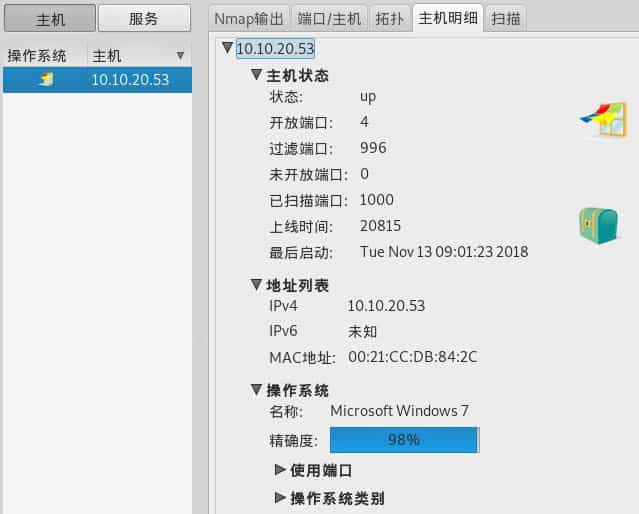 主机 服务
操作系统 主机
10.10.20.53
Nmap输出 端口/主机 拓扑 主机明细 扫描
10.10.20.53
主机状态
状态: up
开放端口: 4
过滤端口: 996
未开放端口: 0
已扫描端口: 1000
上线时间: 20815
最后启动: Tue Nov 13 09:01:23 2018
地址列表
IPv4 10.10.20.53
IPv6 未知
MAC地址: 00:21:CC:DB:84:2C
操作系统
名称: Microsoft Windows 7
精确度: 98%
使用端口
操作系统类别